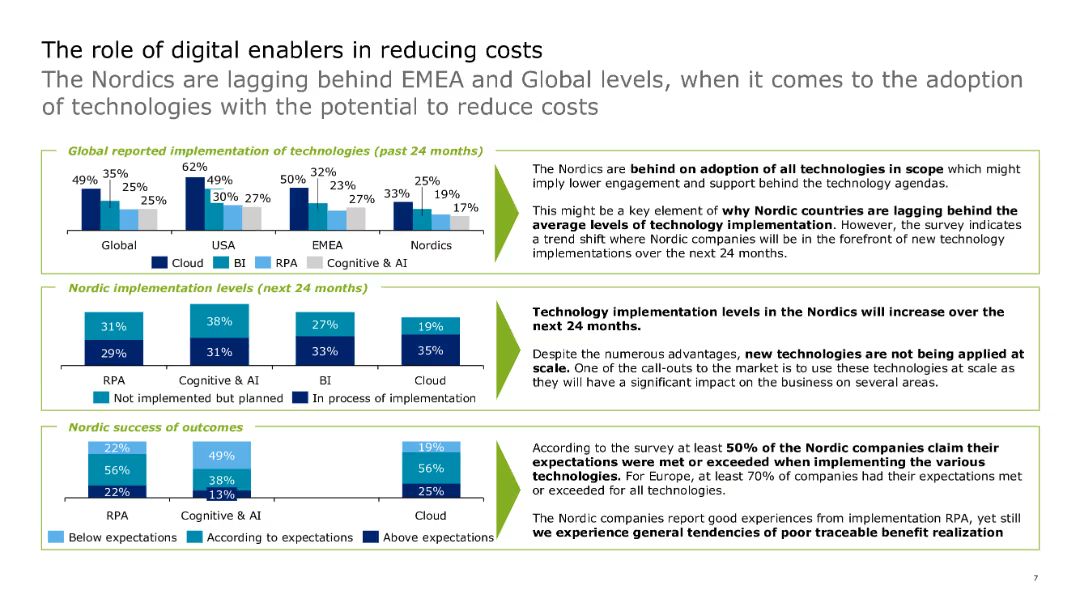 The role of digital enablers in reducing costs
The Nordics are lagging behind EMEA and Global levels, when it comes to the adoption
of technologies with the potential to reduce costs
Global reported implementation of technologies (past 24 months)
49% 35% 25% 25%
62% 49% 30% 27%
50% 32% 23% 27%
33% 25% 19% 17%
Global USA EMEA Nordics
Cloud BI RPA Cognitive & AI
The Nordics are behind on adoption of all technologies in scope which might
imply lower engagement and support behind the technology agendas.
This might be a key element of why Nordic countries are lagging behind the
average levels of technology implementation. However, the survey indicates
a trend shift where Nordic companies will be in the forefront of new technology
implementations over the next 24 months.
Nordic implementation levels (next 24 months)
31% 38% 27% 19%
29% 31% 33% 35%
RPA Cognitive & AI BI Cloud
Not implemented but planned In process of implementation
Technology implementation levels in the Nordics will increase over the
next 24 months.
Despite the numerous advantages, new technologies are not being applied at
scale. One of the call-outs to the market is to use these technologies at scale as
they will have a significant impact on the business on several areas.
Nordic success of outcomes
22% 49% 19%
56% 38% 56%
22% 13% 25%
RPA Cognitive & AI Cloud
Below expectations According to expectations Above expectations
According to the survey at least 50% of the Nordic companies claim their
expectations were met or exceeded when implementing the various
technologies. For Europe, at least 70% of companies had their expectations met
or exceeded for all technologies.
The Nordic companies report good experiences from implementation RPA, yet still
we experience general tendencies of poor traceable benefit realization
7